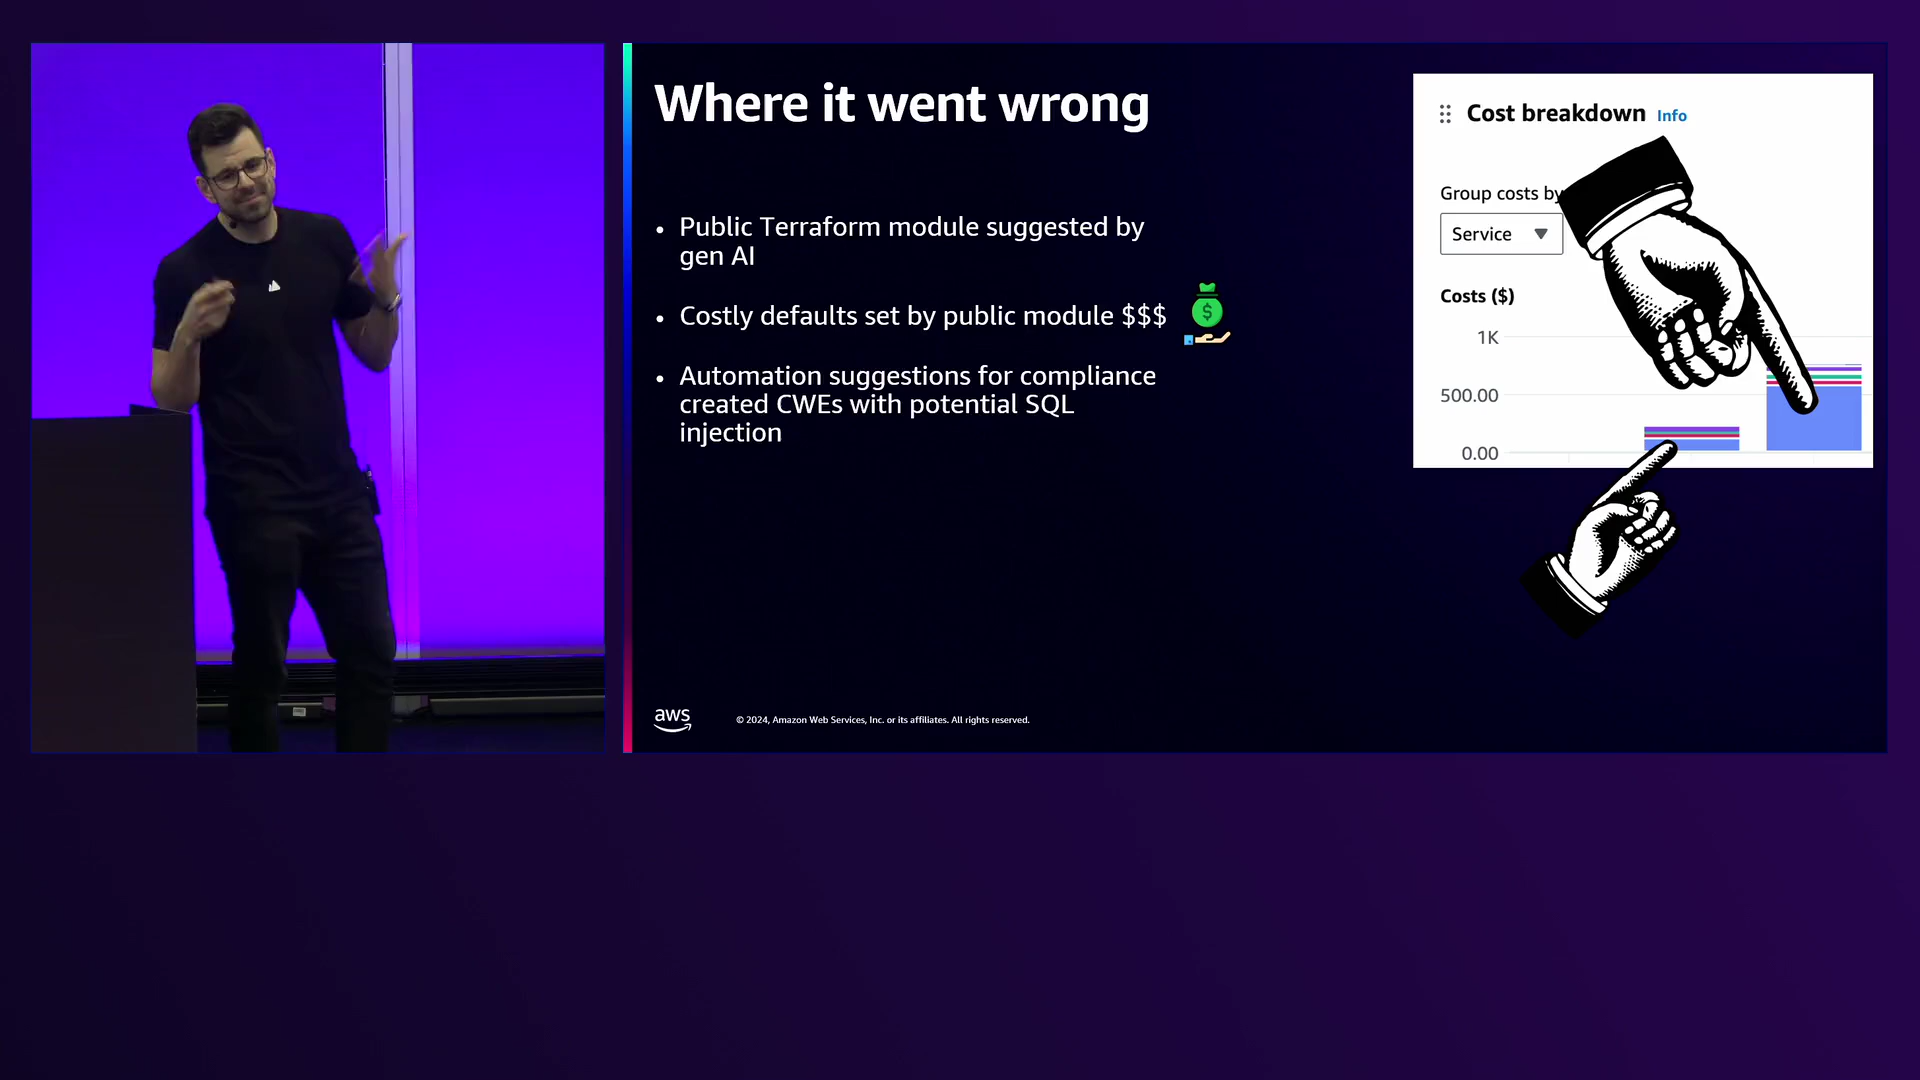 Where it went wrong
• Public Terraform module suggested by
gen AI
• Costly defaults set by public module $$$
$
• Automation suggestions for compliance
created CWEs with potential SQL
injection
Cost breakdown Info
Group costs by
Service
Costs ($)
1K
500.00
0.00
aws
© 2024, Amazon Web Services, Inc. or its affiliates. All rights reserved.